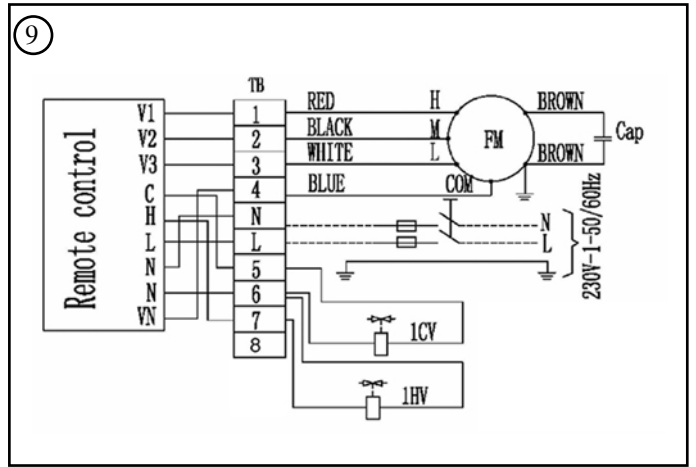 9
TB
Remote control
V1
V2
V3
C
H
L
N
N
VN
1
2
3
4
N
L
5
6
7
8
RED H
BLACK M
WHITE L
BLUE COM
FM
BROWN
BROWN
Cap
N
L
230V-1-50/60Hz
1CV
1HV